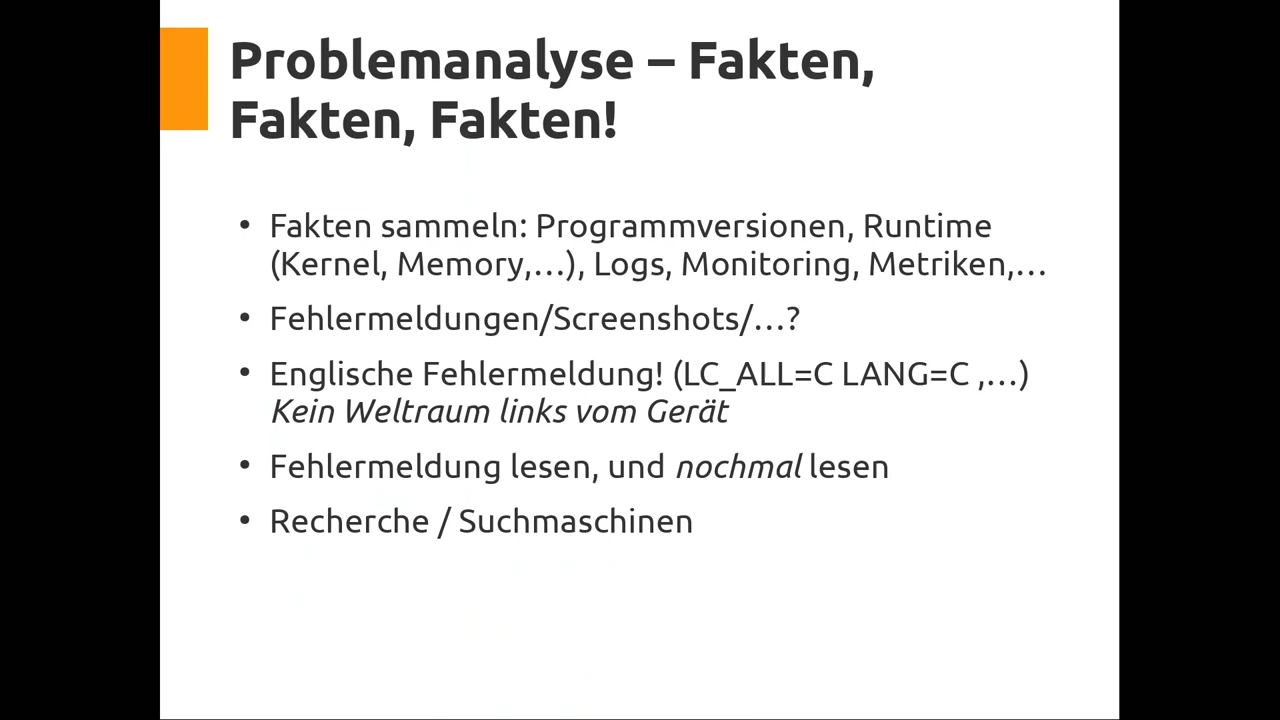 Problemanalyse – Fakten,
Fakten, Fakten!
• Fakten sammeln: Programmversionen, Runtime
(Kernel, Memory,…), Logs, Monitoring, Metriken,…
• Fehlermeldungen/Screenshots/…?
• Englische Fehlermeldung! (LC_ALL=C LANG=C ,…)
Kein Weltraum links vom Gerät
• Fehlermeldung lesen, und nochmal lesen
• Recherche / Suchmaschinen